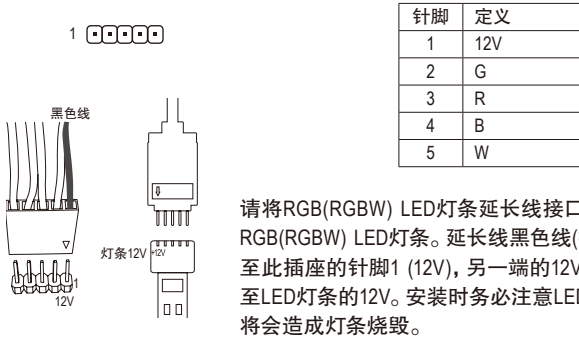 1
针脚 定义
1 12V
2 G
3 R
4 B
5 W
黑色线
灯条12V
+12V
1
12V
请将RGB(RGBW) LED灯条延长线接口
RGB(RGBW) LED灯条。延长线黑色线(
至此插座的针脚1 (12V)，另一端的12V
至LED灯条的12V。安装时务必注意LED
将会造成灯条烧毁。